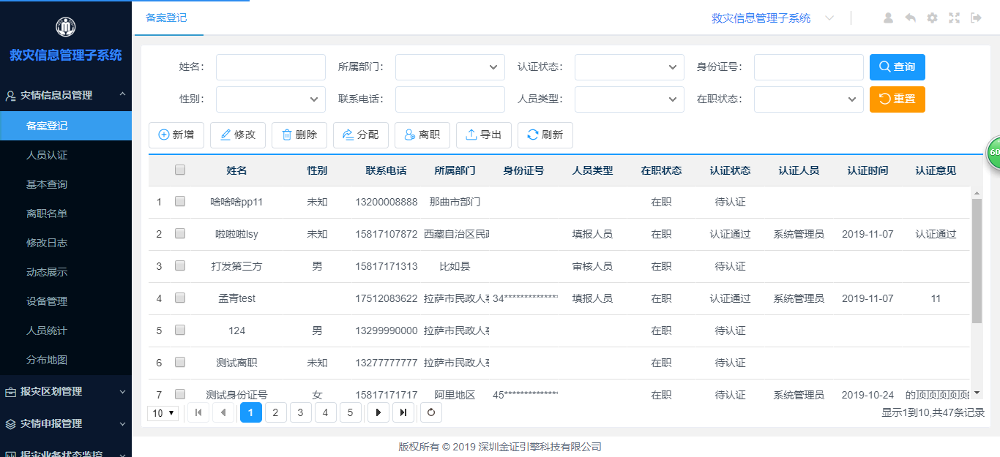 救灾信息管理子系统
灾情信息员管理
备案登记
人员认证
基本查询
离职名单
修改日志
动态展示
设备管理
人员统计
分布地图
报灾区划管理
灾情申报管理
报灾业务状态监控
备案登记
救灾信息管理子系统
姓名: 所属部门: 认证状态: 身份证号: 查询
性别: 联系电话: 人员类型: 在职状态: 重置
新增 修改 删除 分配 离职 导出 刷新
姓名 性别 联系电话 所属部门 身份证号 人员类型 在职状态 认证状态 认证人员 认证时间 认证意见
1 啥啥啥pp11 未知 13200008888 那曲市部门 在职 待认证
2 啦啦啦lsy 未知 15817107872 西藏自治区民政 填报人员 在职 认证通过 系统管理员 2019-11-07 认证通过
3 打发第三方 男 15817171313 比如县 审核人员 在职 待认证
4 孟青test 17512083622 拉萨市民政人事 34************** 填报人员 在职 认证通过 系统管理员 2019-11-07 11
5 124 男 13299990000 拉萨市民政人事 在职 待认证
6 测试离职 未知 13277777777 拉萨市民政人事 在职 待认证
7 测试身份证号 女 15817171717 阿里地区 45************** 在职 待认证 系统管理员 2019-10-24 的顶顶顶顶顶
10 1 2 3 4 5 显示1到10,共47条记录
60
版权所有 © 2019 深圳金证引擎科技有限公司